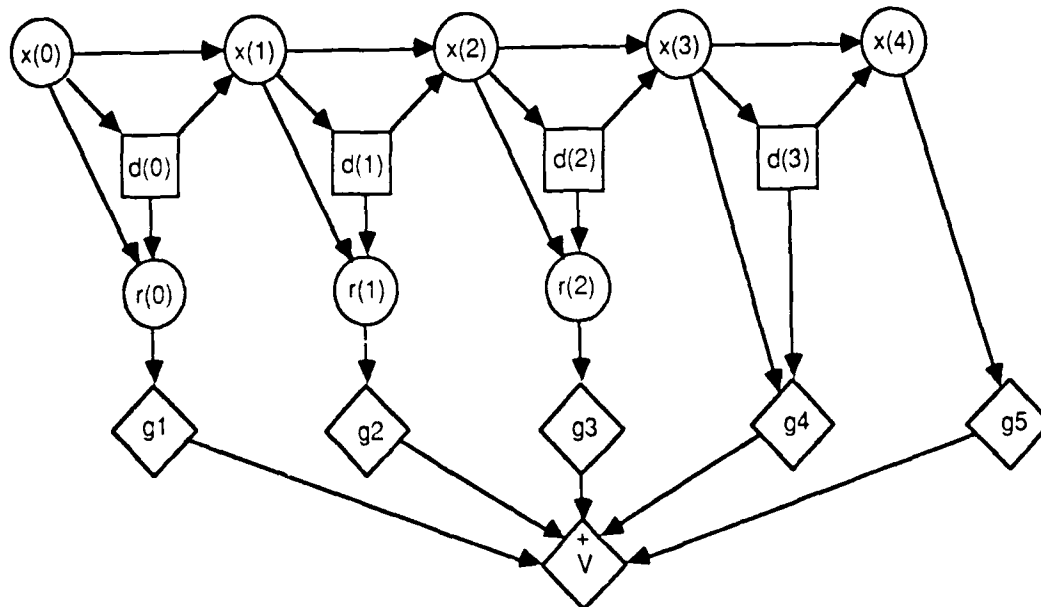 x(0) x(1) x(2) x(3) x(4)
d(0) d(1) d(2) d(3)
r(0) r(1) r(2)
g1 g2 g3 g4 g5
+
V